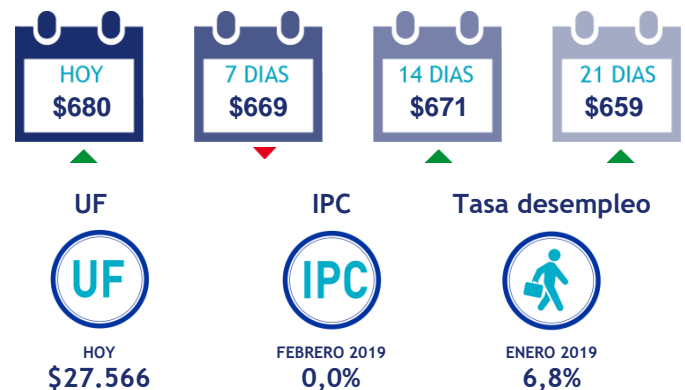 HOY
$680
7 DIAS
$669
14 DIAS
$671
21 DIAS
$659
UF
IPC
Tasa desempleo
UF
IPC
HOY
$27.566
FEBRERO 2019
0,0%
ENERO 2019
6,8%